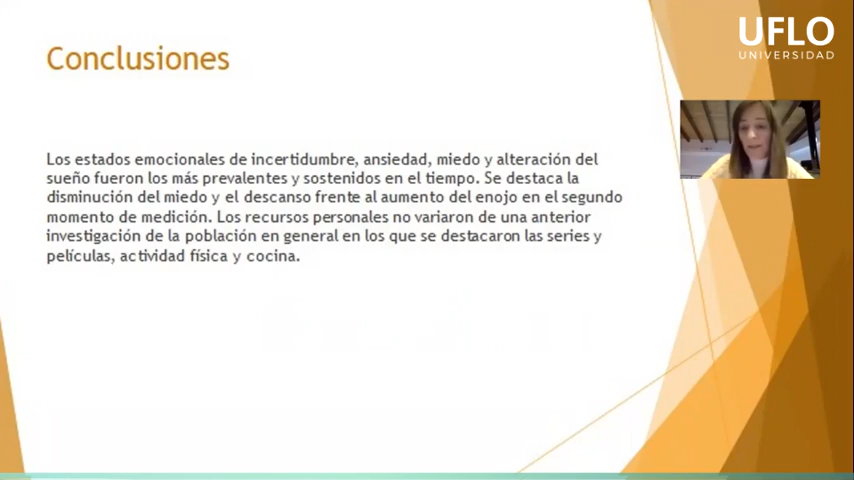 UFLO
UNIVERSIDAD
Conclusiones
Los estados emocionales de incertidumbre, ansiedad, miedo y alteración del
sueño fueron los más prevalentes y sostenidos en el tiempo. Se destaca la
disminución del miedo y el descanso frente al aumento del enojo en el segundo
momento de medición. Los recursos personales no variaron de una anterior
investigación de la población en general en los que se destacaron las series y
películas, actividad física y cocina.